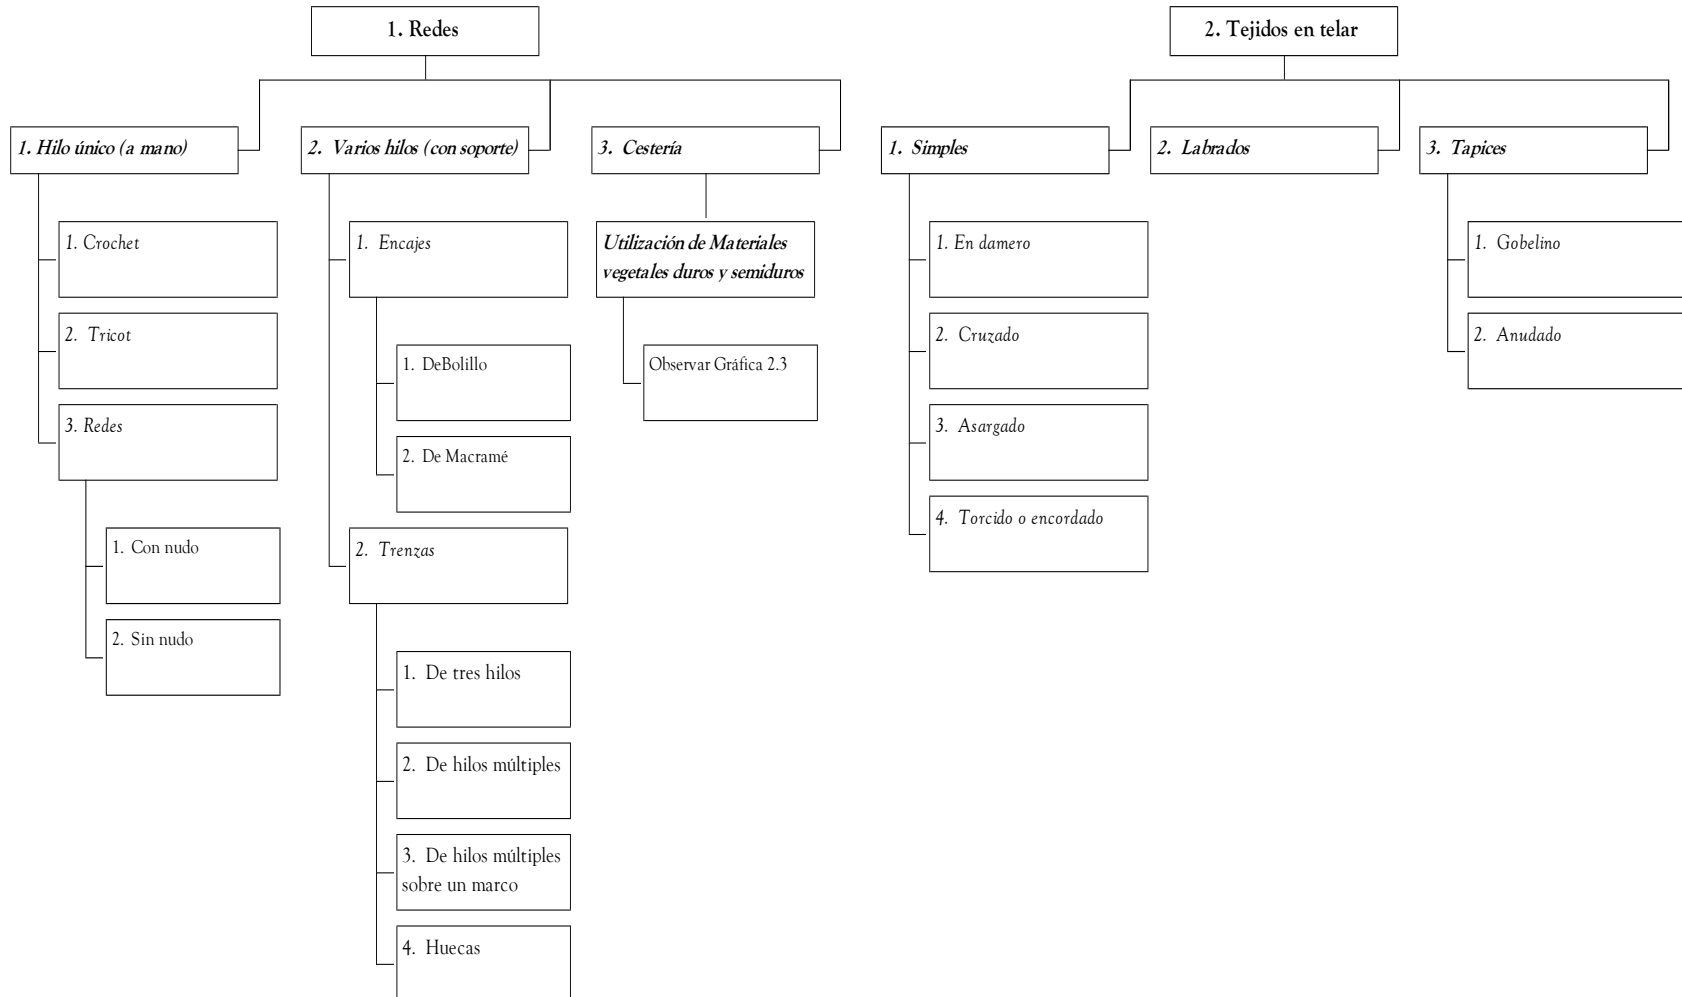 1. Redes
1. Hilo único (a mano)
1. Crochet
2. Tricot
3. Redes
1. Con nudo
2. Sin nudo
2. Varios hilos (con soporte)
1. Encajes
1. DeBolillo
2. De Macramé
2. Trenzas
1. De tres hilos
2. De hilos múltiples
3. De hilos múltiples
sobre un marco
4. Huecas
3. Cestería
Utilización de Materiales
vegetales duros y semiduros
Observar Gráfica 2.3
2. Tejidos en telar
1. Simples
1. En damero
2. Cruzado
3. Asargado
4. Torcido o encordado
2. Labrados
3. Tapices
1. Gobelino
2. Anudado